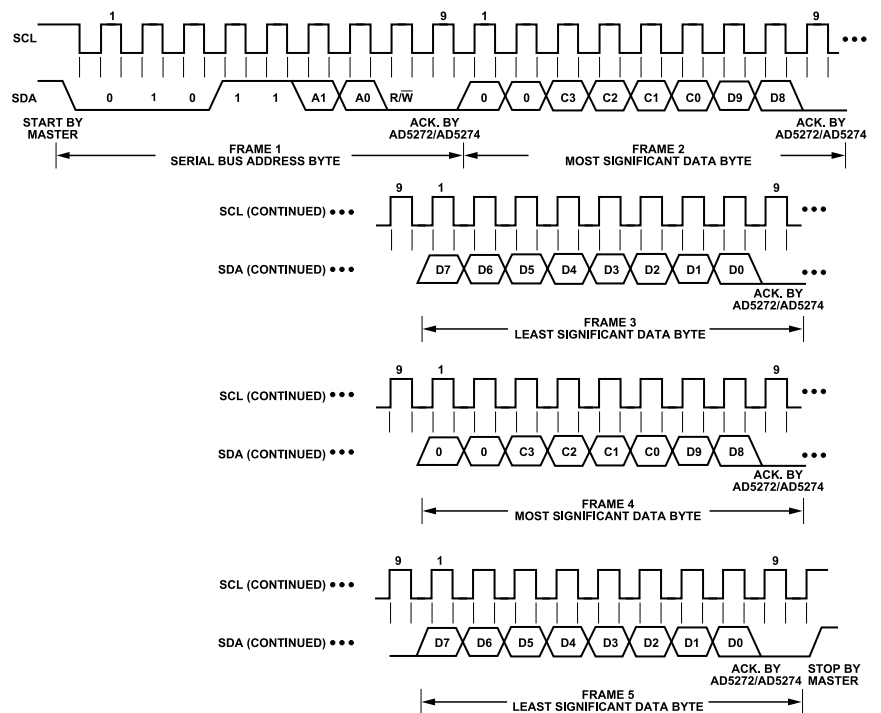 1 9 1 9
SCL
SDA 0 1 0 1 1 A1 A0 R/W̅ 0 0 C3 C2 C1 C0 D9 D8
START BY MASTER
ACK. BY AD5272/AD5274
ACK. BY AD5272/AD5274
FRAME 1
SERIAL BUS ADDRESS BYTE
FRAME 2
MOST SIGNIFICANT DATA BYTE
9 1 9
SCL (CONTINUED)
SDA (CONTINUED) D7 D6 D5 D4 D3 D2 D1 D0
ACK. BY
AD5272/AD5274
FRAME 3
LEAST SIGNIFICANT DATA BYTE
9 1 9
SCL (CONTINUED)
SDA (CONTINUED) 0 0 C3 C2 C1 C0 D9 D8
ACK. BY
AD5272/AD5274
FRAME 4
MOST SIGNIFICANT DATA BYTE
9 1 9
SCL (CONTINUED)
SDA (CONTINUED) D7 D6 D5 D4 D3 D2 D1 D0
ACK. BY
AD5272/AD5274
STOP BY
MASTER
FRAME 5
LEAST SIGNIFICANT DATA BYTE